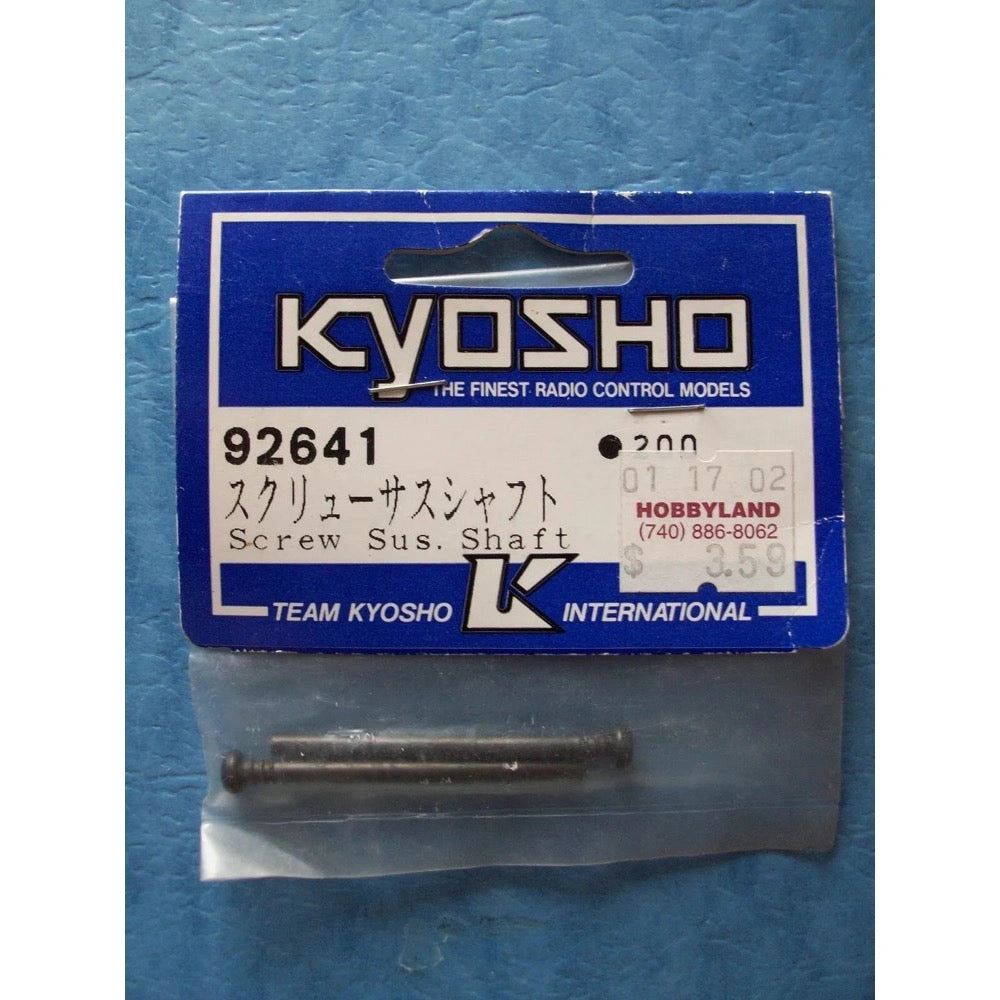 KYOSHO
THE FINEST RADIO CONTROL MODELS
92641
●200
スクリューサスシャフト
Screw Sus. Shaft
01 17 02
HOBBYLAND
(740) 886-8062
$ 3.59
TEAM KYOSHO K INTERNATIONAL